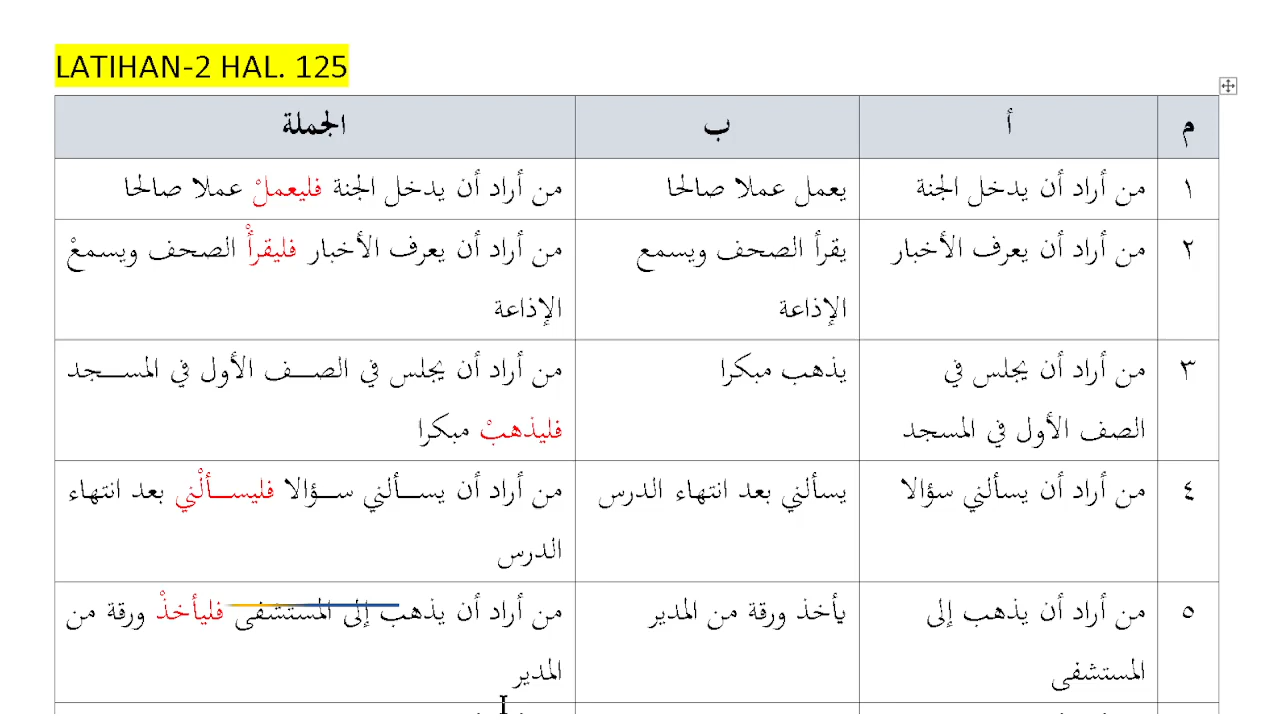 LATIHAN-2 HAL. 125
م أ ب الجملة
١ من أراد أن يدخل الجنة يعمل عملا صالحا من أراد أن يدخل الجنة فليعملْ عملا صالحا
٢ من أراد أن يعرف الأخبار يقرأ الصحف ويسمع من أراد أن يعرف الأخبار فليقرأْ الصحف ويسمعْ
الإذاعة الإذاعة
٣ من أراد أن يجلس في يذهب مبكرا من أراد أن يجلس في الصـف الأول في المسـجد
الصف الأول في المسجد فليذهبْ مبكرا
٤ من أراد أن يسألني سؤالا يسألني بعد انتهاء الدرس من أراد أن يسـألني سـؤالا فليسـألْني بعد انتهاء
الدرس
٥ من أراد أن يذهب إلى يأخذ ورقة من المدير من أراد أن يذهب إلى المستشفى فليأخذْ ورقة من
المستشفى المدير